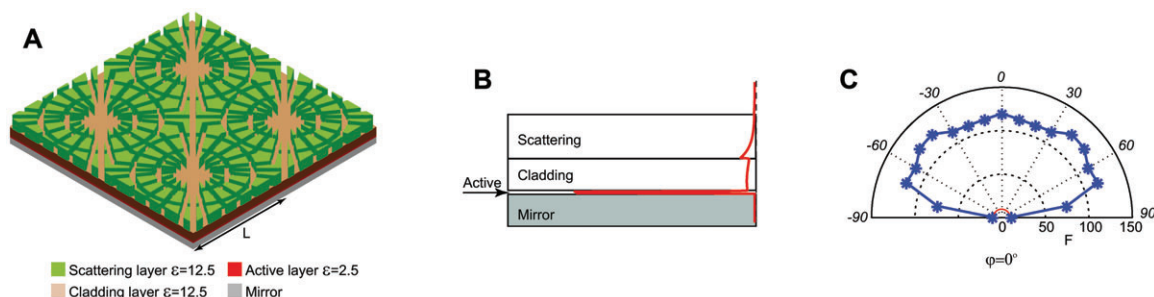 A
L
Scattering layer ε=12.5
Active layer ε=2.5
Cladding layer ε=12.5
Mirror
B
Scattering
Cladding
Active
Mirror
C
0
-30
30
-60
60
-90
90
0
50
100
150
F
φ=0°